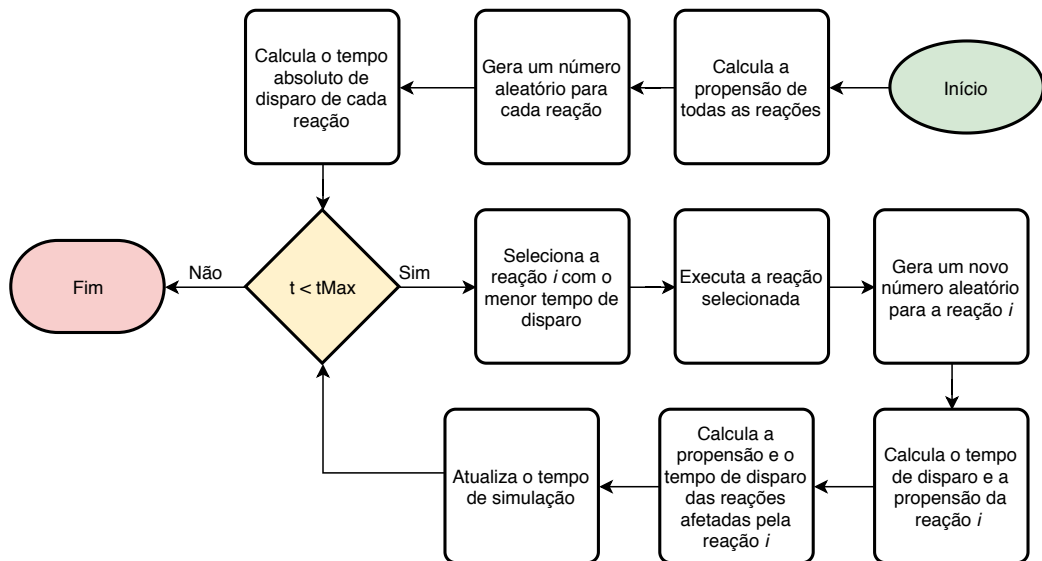 Início
Calcula a
propensão de
todas as reações
Gera um número
aleatório para
cada reação
Calcula o tempo
absoluto de
disparo de cada
reação
t < tMax
Não
Fim
Sim
Seleciona a
reação i com o
menor tempo de
disparo
Executa a reação
selecionada
Gera um novo
número aleatório
para a reação i
Calcula o tempo
de disparo e a
propensão da
reação i
Calcula a
propensão e o
tempo de disparo
das reações
afetadas pela
reação i
Atualiza o tempo
de simulação